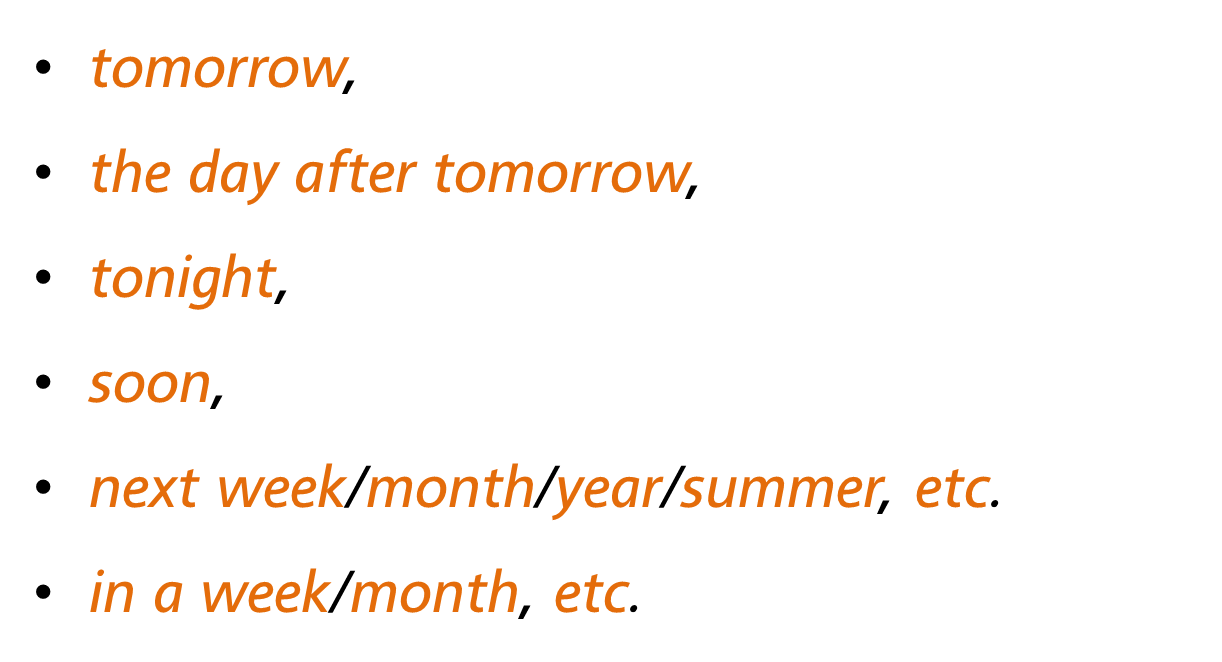 • tomorrow,
• the day after tomorrow,
• tonight,
• soon,
• next week/month/year/summer, etc.
• in a week/month, etc.